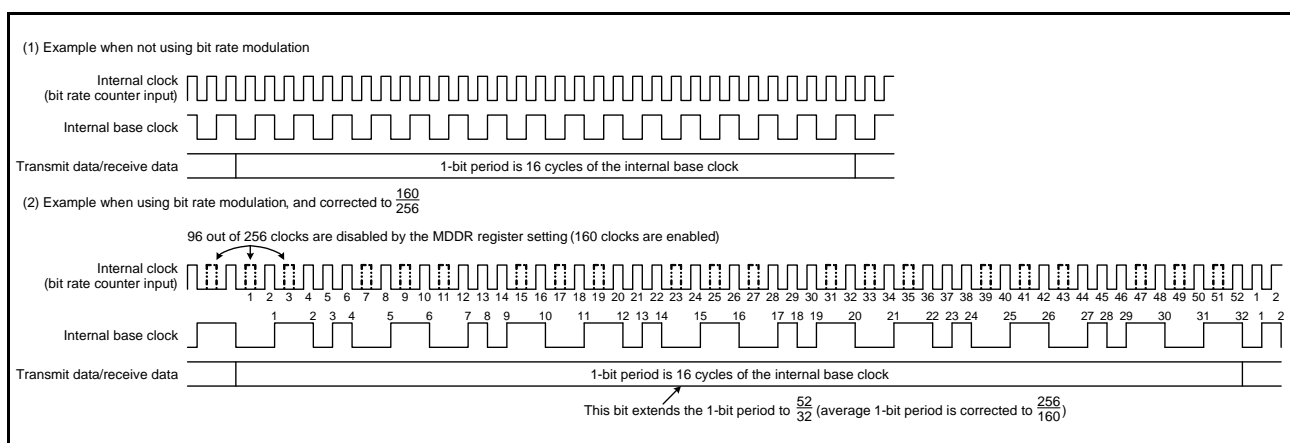 (1) Example when not using bit rate modulation
Internal clock
(bit rate counter input)
Internal base clock
Transmit data/receive data
1-bit period is 16 cycles of the internal base clock
(2) Example when using bit rate modulation, and corrected to 160/256
96 out of 256 clocks are disabled by the MDDR register setting (160 clocks are enabled)
Internal clock
(bit rate counter input)
1 2 3 4 5 6 7 8 9 10 11 12 13 14 15 16 17 18 19 20 21 22 23 24 25 26 27 28 29 30 31 32 33 34 35 36 37 38 39 40 41 42 43 44 45 46 47 48 49 50 51 52 1 2
1 2 3 4 5 6 7 8 9 10 11 12 13 14 15 16 17 18 19 20 21 22 23 24 25 26 27 28 29 30 31 32 1 2
Internal base clock
Transmit data/receive data
1-bit period is 16 cycles of the internal base clock
This bit extends the 1-bit period to 52/32 (average 1-bit period is corrected to 256/160)